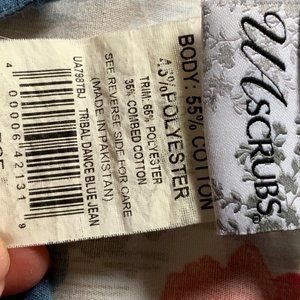 UA SCRUBS®
BODY: 55% COTTON
45% POLYESTER
TRIM: 65% POLYESTER
35% COMBED COTTON
SEE REVERSE SIDE FOR CARE
(MADE IN PAKISTAN)
UA798TBJ TRIBAL DANCE BLUE JEAN
4 00006 42131 9